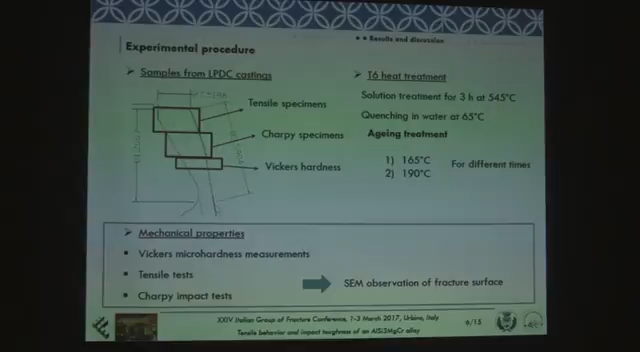 Results and discussion
Experimental procedure
Samples from LPDC castings
Tensile specimens
Charpy specimens
Vickers hardness
T6 heat treatment
Solution treatment for 3 h at 545°C
Quenching in water at 65°C
Ageing treatment
1) 165°C
2) 190°C
For different times
Mechanical properties
Vickers microhardness measurements
Tensile tests
Charpy impact tests
SEM observation of fracture surface
XXIV Italian Group of Fracture Conference, 1-3 March 2017, Urbino, Italy
Tensile behavior and impact toughness of an AlSi3MgCr alloy
6/15